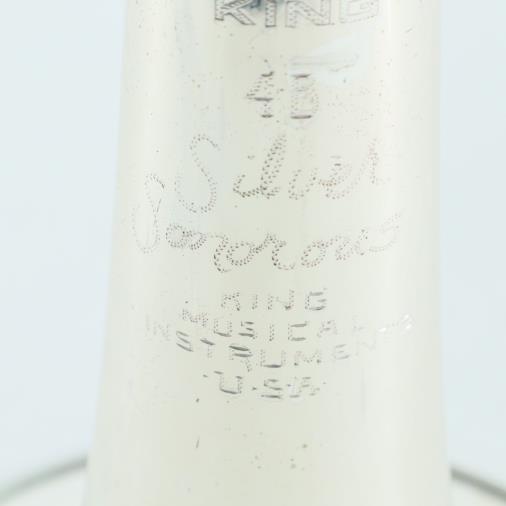 KING
4B
Silver
Sonorous
KING
MUSICAL
INSTRUMENTS
U.S.A.